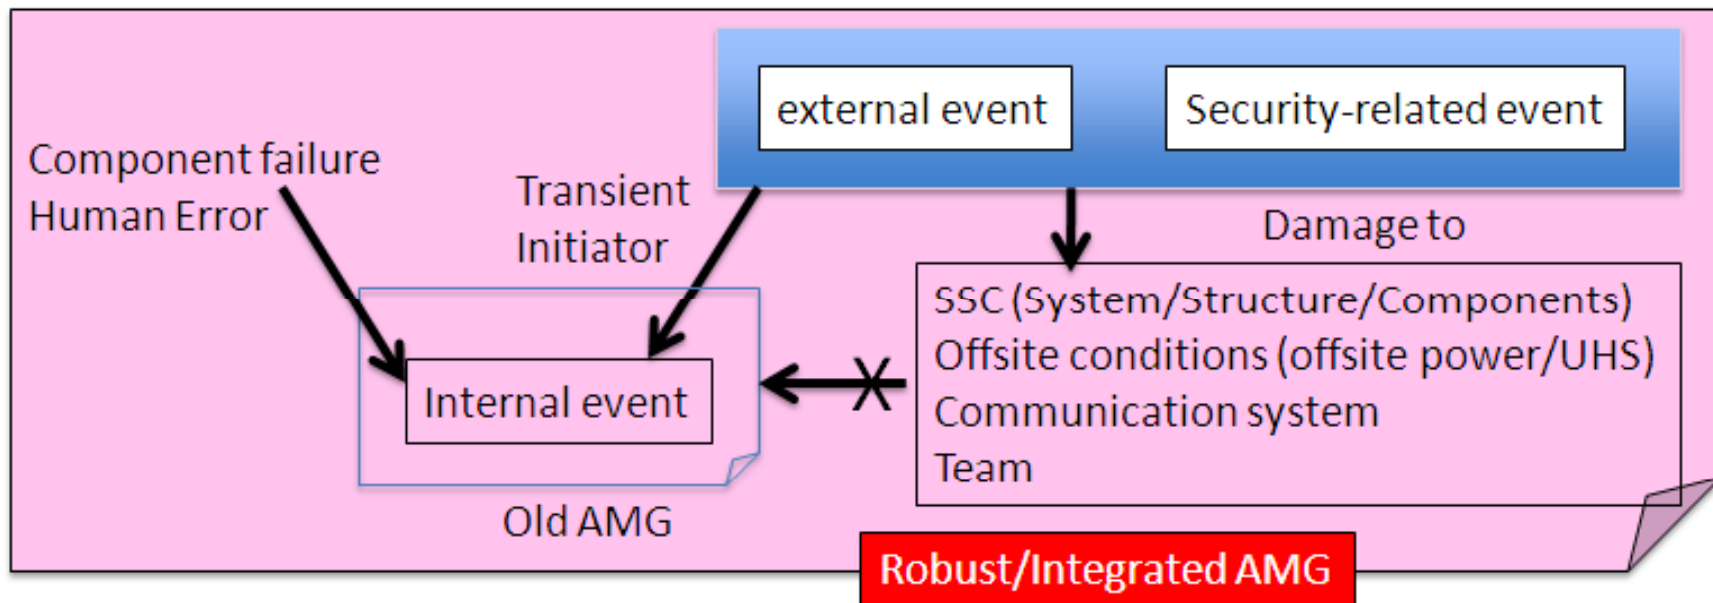 external event
Security-related event
Component failure
Human Error
Transient
Initiator
Damage to
SSC (System/Structure/Components)
Offsite conditions (offsite power/UHS)
Communication system
Team
X
Internal event
Old AMG
Robust/Integrated AMG